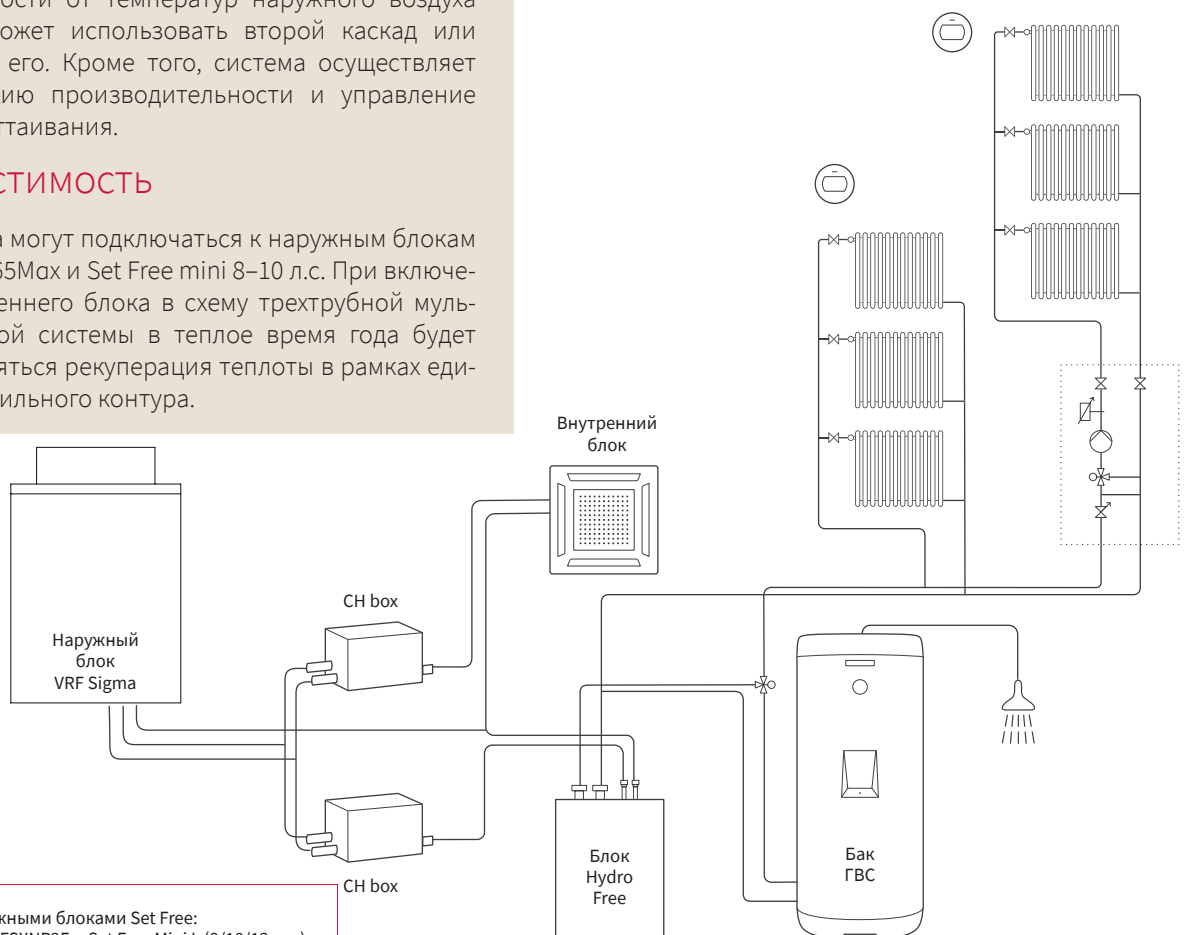 ости от температур наружного воздуха
ожет использовать второй каскад или
его. Кроме того, система осуществляет
цию производительности и управление
ттаивания.
СТИМОСТЬ
а могут подключаться к наружным блокам
65Max и Set Free mini 8–10 л.с. При включе-
еннего блока в схему трехтрубной муль-
ой системы в теплое время года будет
яться рекуперация теплоты в рамках еди-
ильного контура.
Внутренний
блок
CH box
Наружный
блок
VRF Sigma
CH box
Блок
Hydro
Free
Бак
ГВС
жными блоками Set Free: